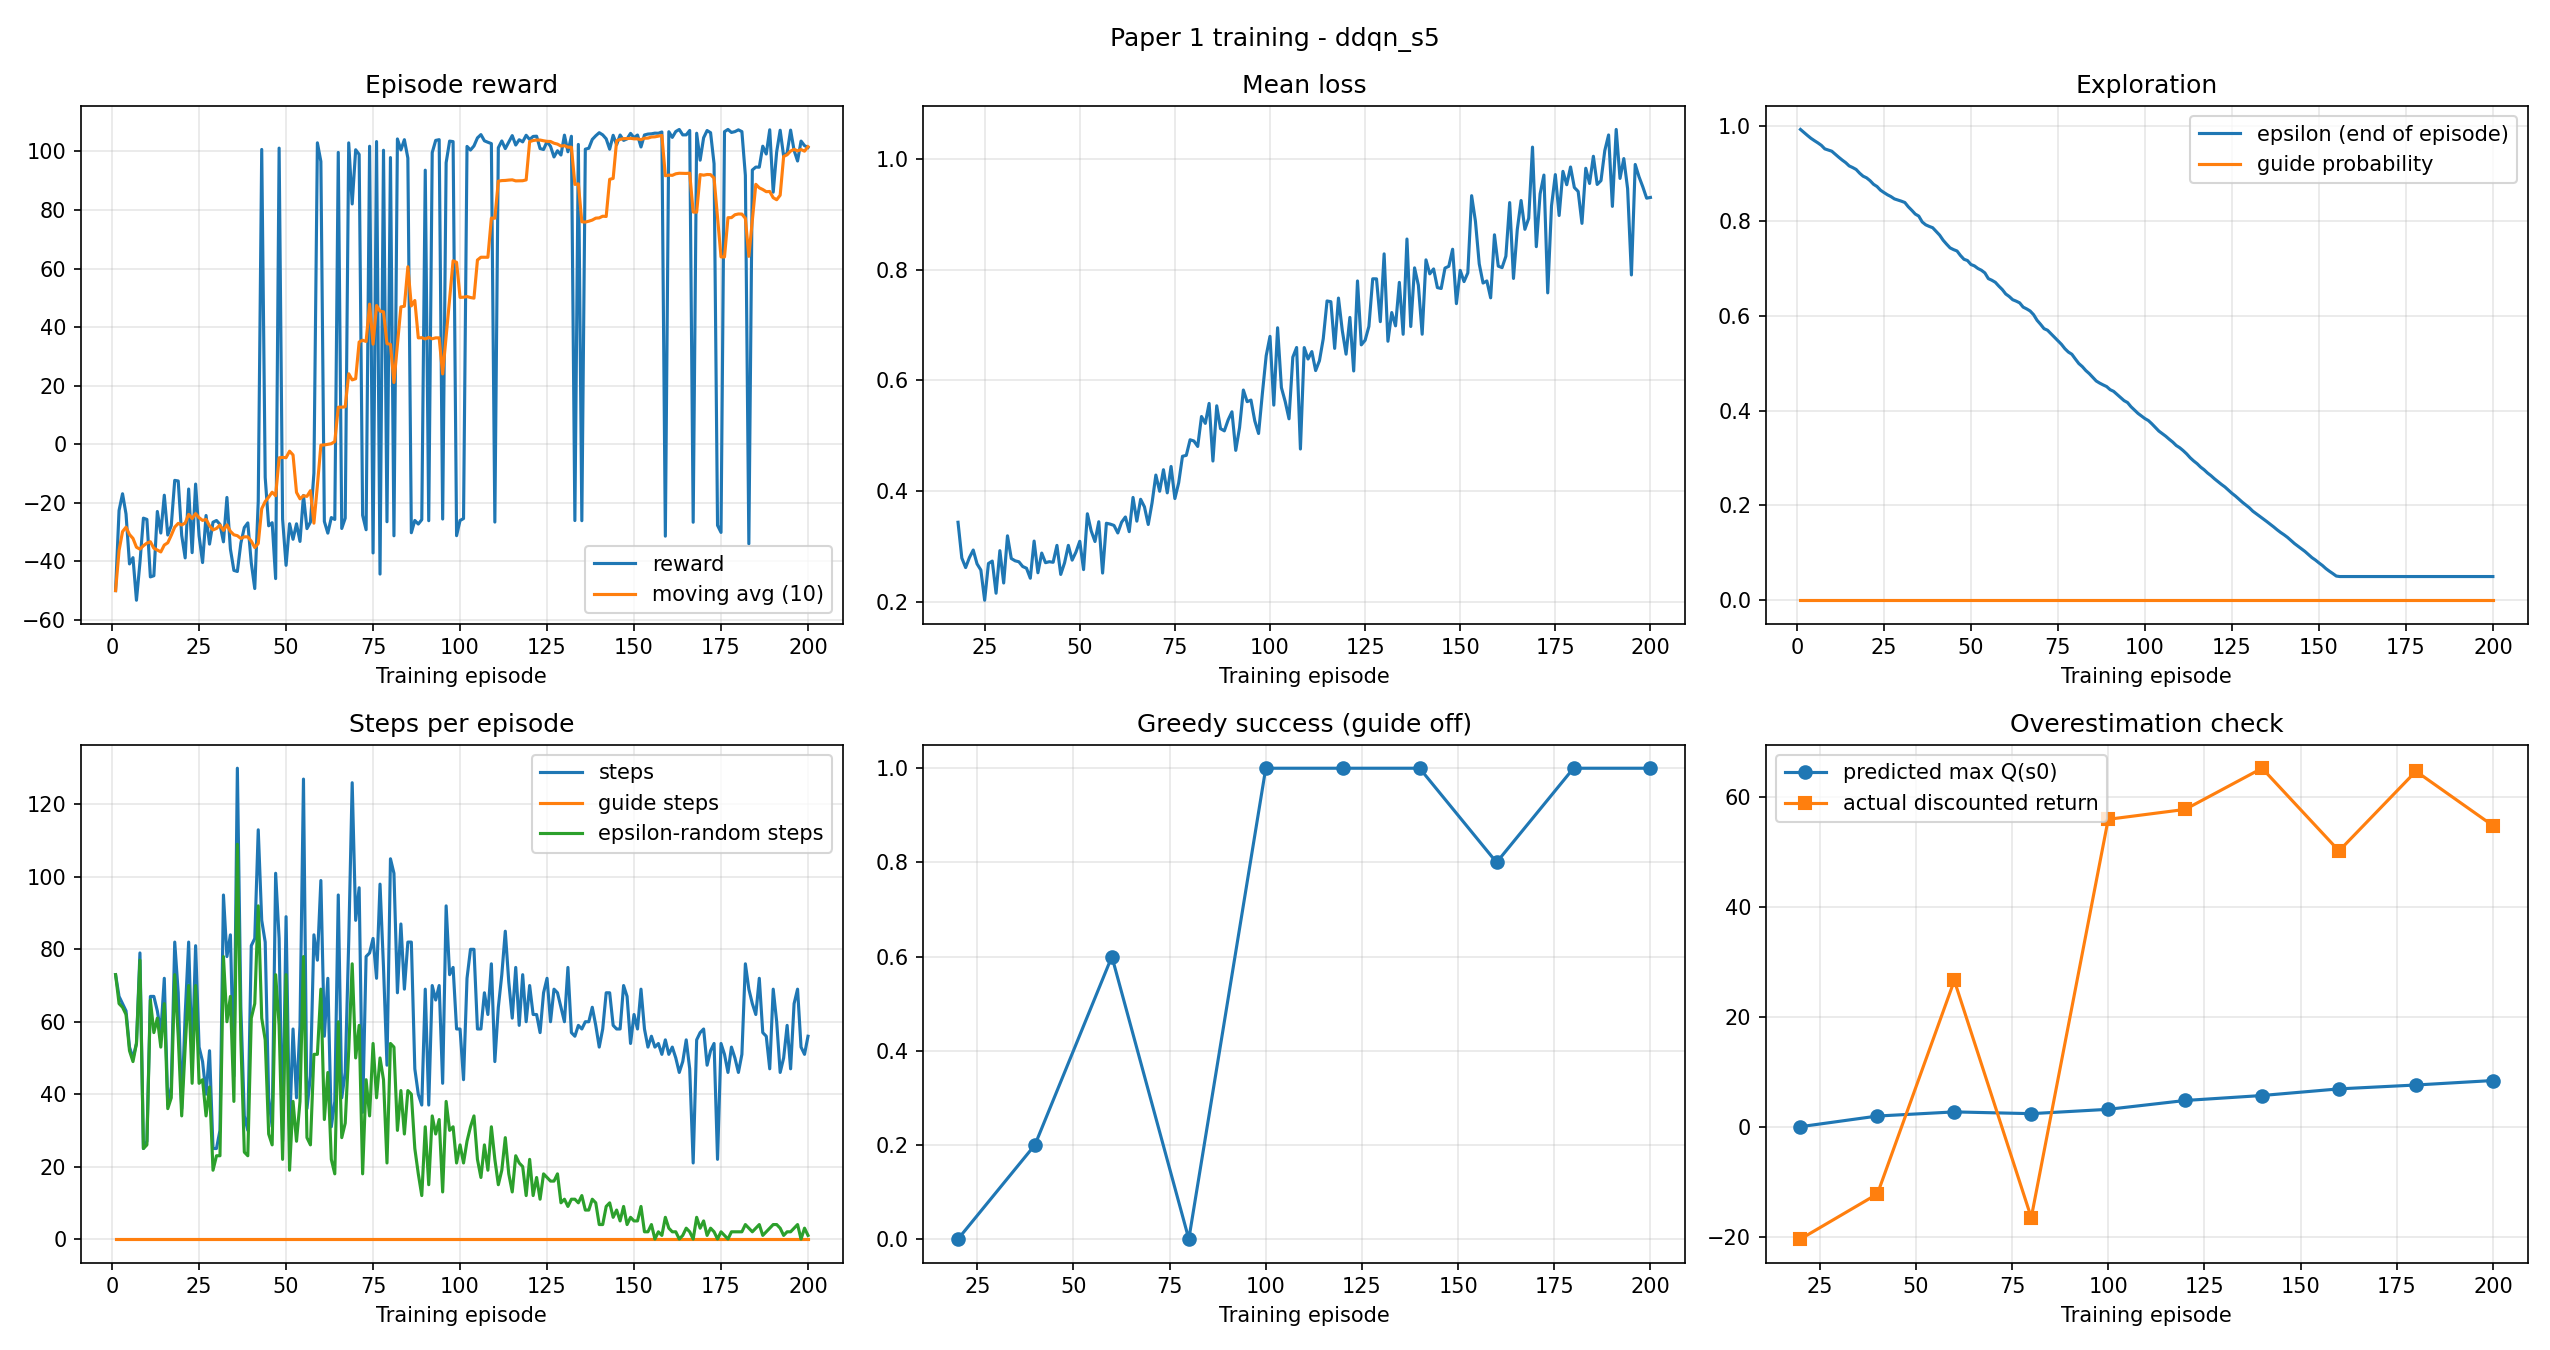 Paper 1 training - ddqn_s5
Episode reward
100
80
60
40
20
0
−20
−40
−60
0 25 50 75 100 125 150 175 200
Training episode
reward
moving avg (10)
Mean loss
1.0
0.8
0.6
0.4
0.2
25 50 75 100 125 150 175 200
Training episode
Exploration
1.0
0.8
0.6
0.4
0.2
0.0
0 25 50 75 100 125 150 175 200
Training episode
epsilon (end of episode)
guide probability
Steps per episode
120
100
80
60
40
20
0
0 25 50 75 100 125 150 175 200
Training episode
steps
guide steps
epsilon-random steps
Greedy success (guide off)
1.0
0.8
0.6
0.4
0.2
0.0
25 50 75 100 125 150 175 200
Training episode
Overestimation check
60
40
20
0
−20
25 50 75 100 125 150 175 200
Training episode
predicted max Q(s0)
actual discounted return